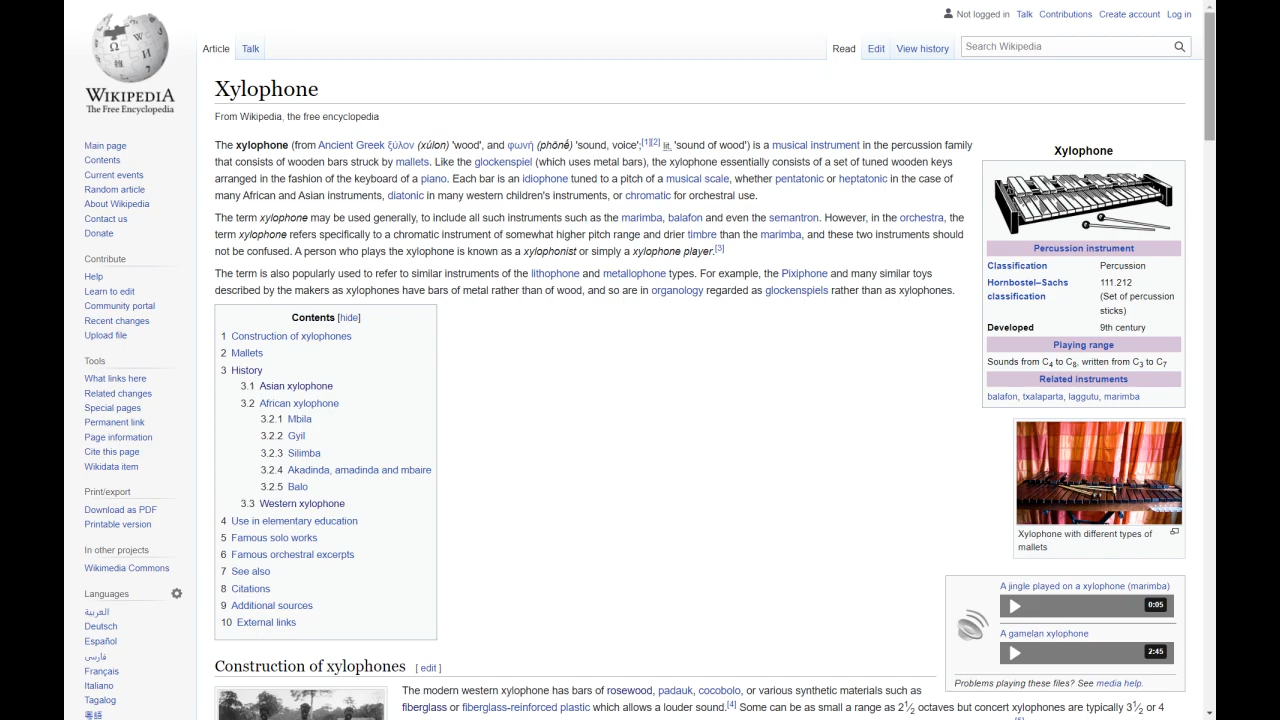 Not logged in Talk Contributions Create account Log in
Article Talk Read Edit View history Search Wikipedia
WIKIPEDIA
The Free Encyclopedia
Main page
Contents
Current events
Random article
About Wikipedia
Contact us
Donate
Contribute
Help
Learn to edit
Community portal
Recent changes
Upload file
Tools
What links here
Related changes
Special pages
Permanent link
Page information
Cite this page
Wikidata item
Print/export
Download as PDF
Printable version
In other projects
Wikimedia Commons
Languages
العربية
Deutsch
Español
فارسی
Français
Italiano
Tagalog
Xylophone
From Wikipedia, the free encyclopedia
The xylophone (from Ancient Greek ξύλον (xúlon) 'wood', and φωνή (phōnḗ) 'sound, voice';[1][2] lit. 'sound of wood') is a musical instrument in the percussion family
that consists of wooden bars struck by mallets. Like the glockenspiel (which uses metal bars), the xylophone essentially consists of a set of tuned wooden keys
arranged in the fashion of the keyboard of a piano. Each bar is an idiophone tuned to a pitch of a musical scale, whether pentatonic or heptatonic in the case of
many African and Asian instruments, diatonic in many western children's instruments, or chromatic for orchestral use.
The term xylophone may be used generally, to include all such instruments such as the marimba, balafon and even the semantron. However, in the orchestra, the
term xylophone refers specifically to a chromatic instrument of somewhat higher pitch range and drier timbre than the marimba, and these two instruments should
not be confused. A person who plays the xylophone is known as a xylophonist or simply a xylophone player.[3]
The term is also popularly used to refer to similar instruments of the lithophone and metallophone types. For example, the Pixiphone and many similar toys
described by the makers as xylophones have bars of metal rather than of wood, and so are in organology regarded as glockenspiels rather than as xylophones.
Contents [hide]
1 Construction of xylophones
2 Mallets
3 History
3.1 Asian xylophone
3.2 African xylophone
3.2.1 Mbila
3.2.2 Gyil
3.2.3 Silimba
3.2.4 Akadinda, amadinda and mbaire
3.2.5 Balo
3.3 Western xylophone
4 Use in elementary education
5 Famous solo works
6 Famous orchestral excerpts
7 See also
8 Citations
9 Additional sources
10 External links
Xylophone
Percussion instrument
Classification Percussion
Hornbostel–Sachs 111.212
classification (Set of percussion
sticks)
Developed 9th century
Playing range
Sounds from C4 to C8, written from C3 to C7
Related instruments
balafon, txalaparta, laggutu, marimba
Xylophone with different types of
mallets
A jingle played on a xylophone (marimba)
0:05
A gamelan xylophone
2:45
Problems playing these files? See media help.
Construction of xylophones [ edit ]
The modern western xylophone has bars of rosewood, padauk, cocobolo, or various synthetic materials such as
fiberglass or fiberglass-reinforced plastic which allows a louder sound.[4] Some can be as small a range as 2½ octaves but concert xylophones are typically 3½ or 4